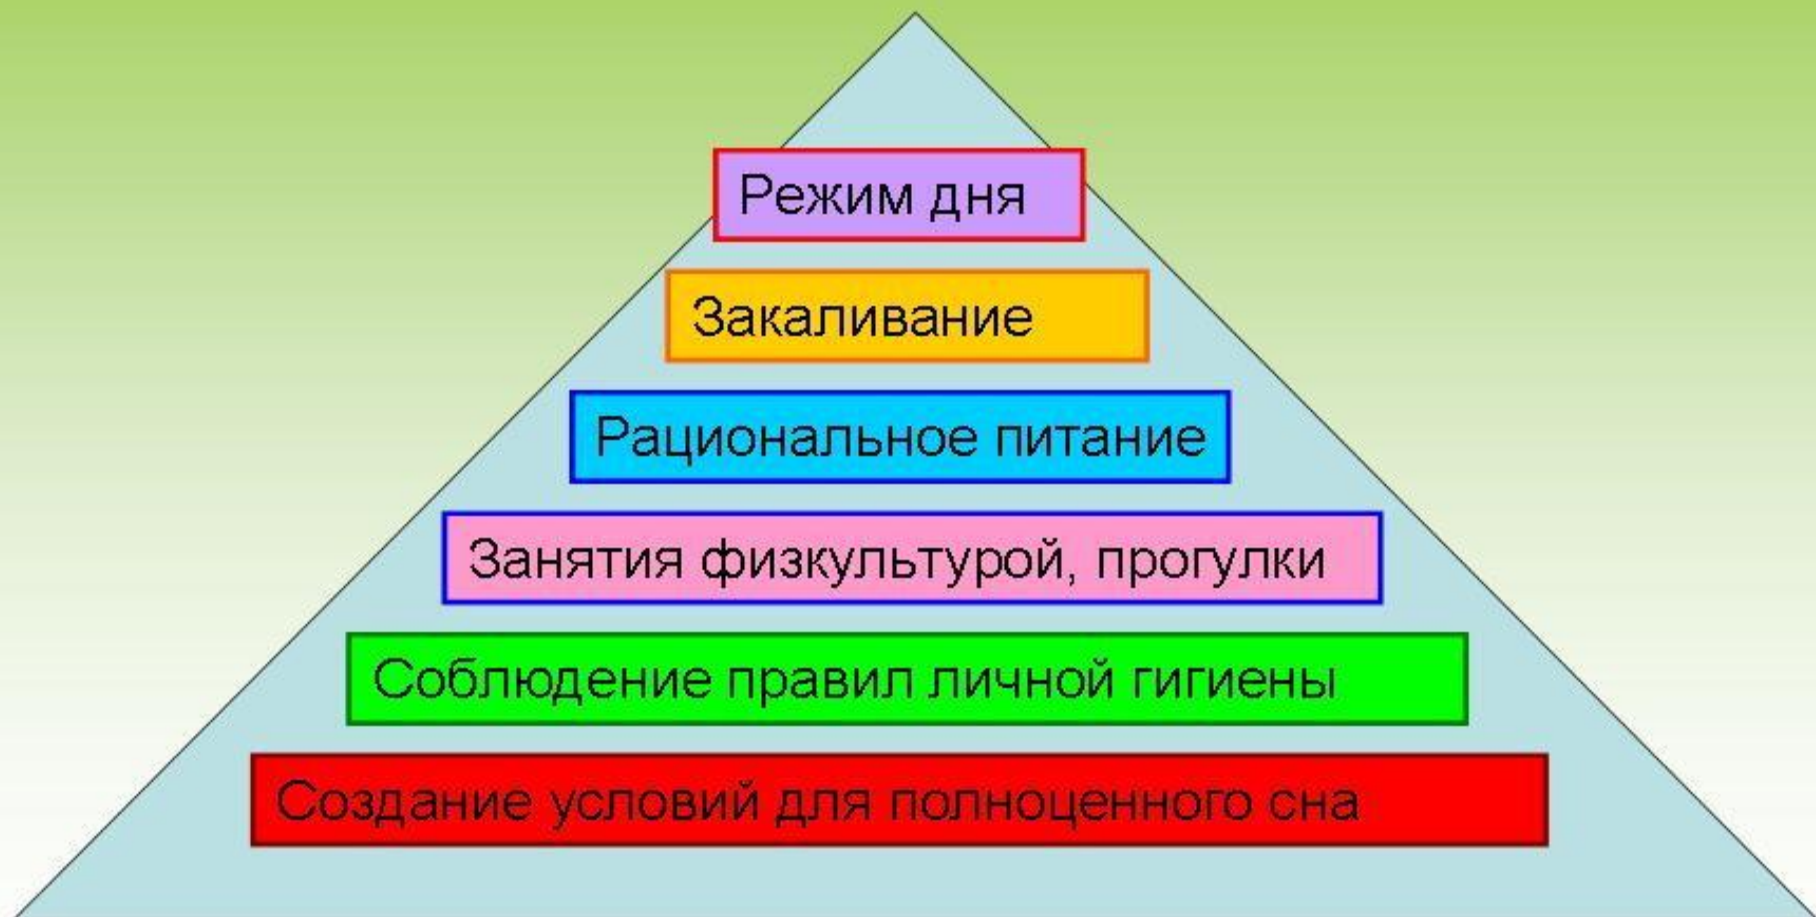 Режим дня
Закаливание
Рациональное питание
Занятия физкультурой, прогулки
Соблюдение правил личной гигиены
Создание условий для полноценного сна